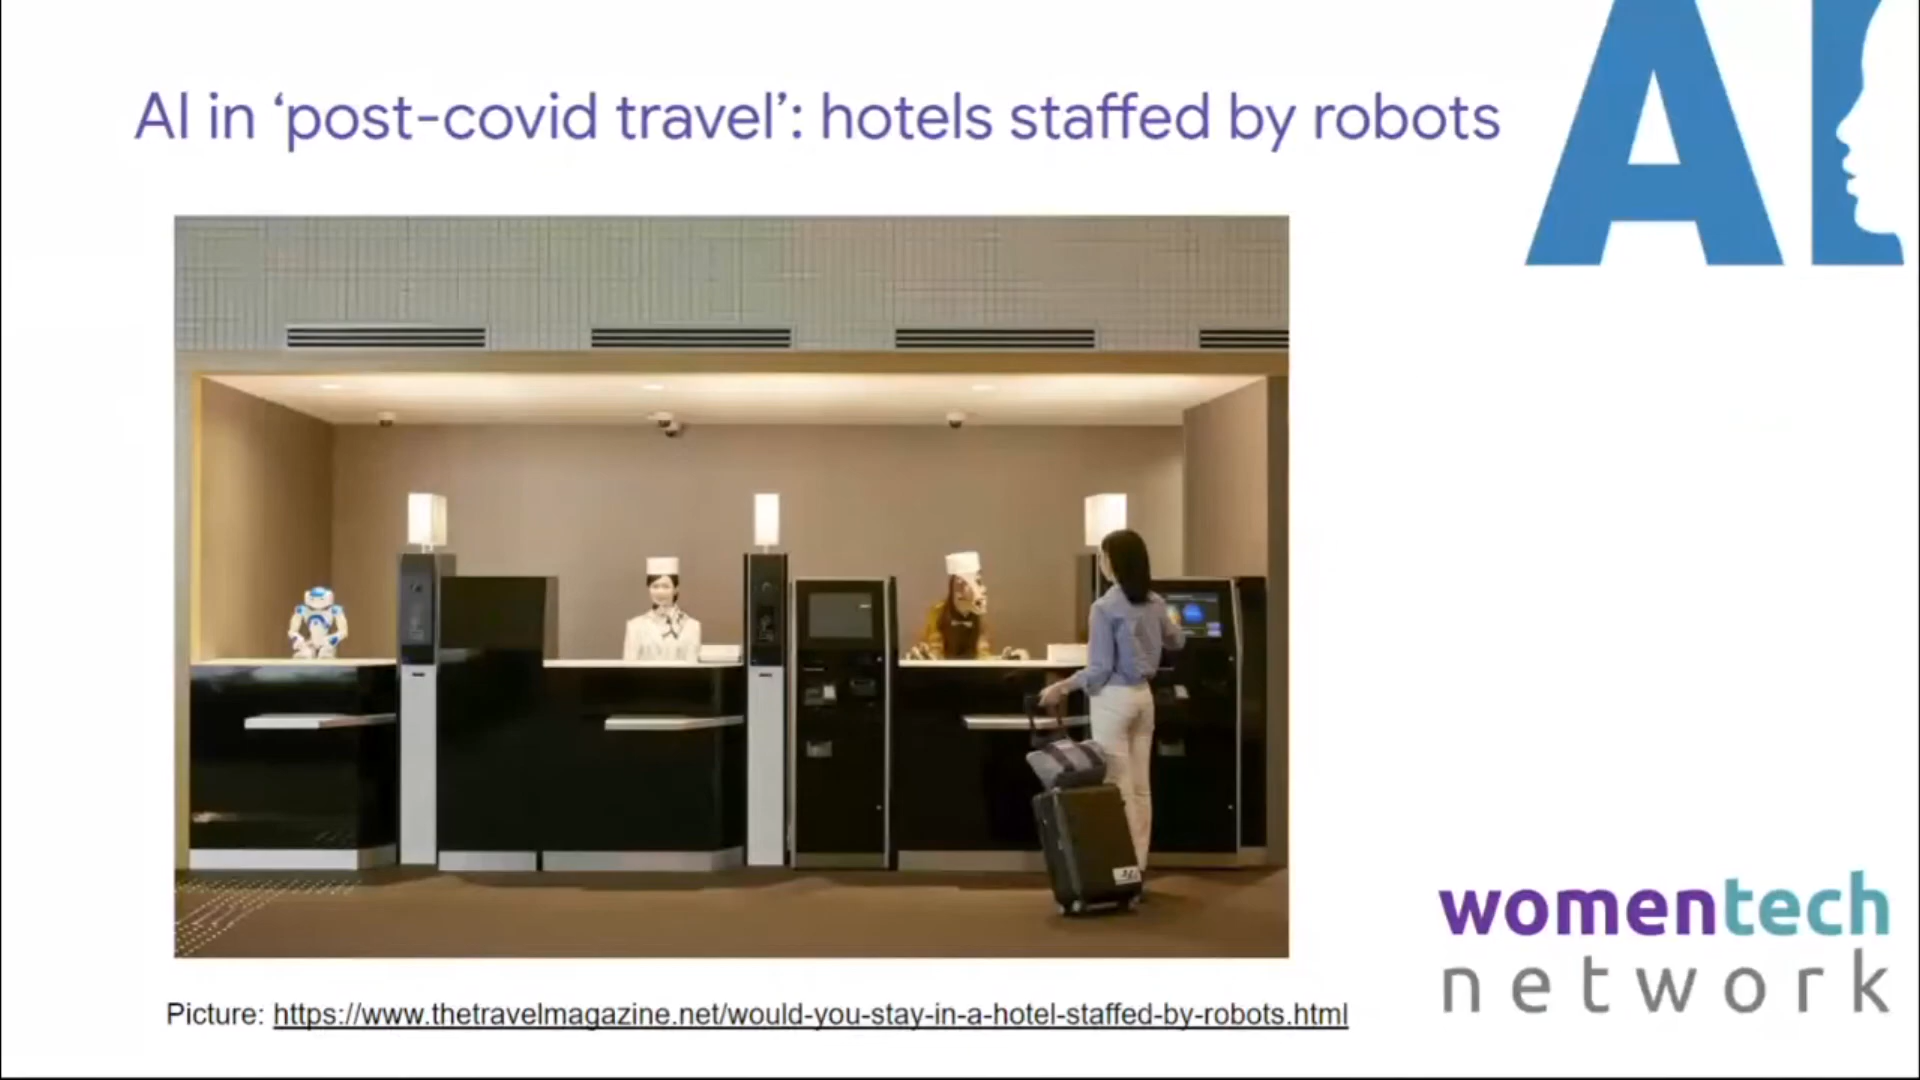 AI in ‘post-covid travel’: hotels staffed by robots
AI
Picture: https://www.thetravelmagazine.net/would-you-stay-in-a-hotel-staffed-by-robots.html
womentech
network